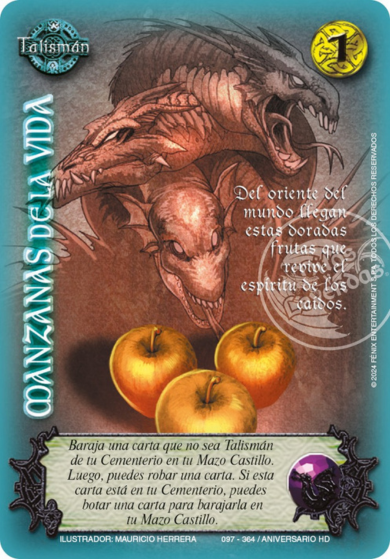 Talismán
1
MANZANAS DE LA VIDA
Del oriente del
mundo llegan
estas doradas
frutas que
revive el
espíritu de los
caídos.
Baraja una carta que no sea Talismán
de tu Cementerio en tu Mazo Castillo.
Luego, puedes robar una carta. Si esta
carta está en tu Cementerio, puedes
botar una carta para barajarla en
tu Mazo Castillo.
ILUSTRADOR: MAURICIO HERRERA 097 - 364 / ANIVERSARIO HD
© 2024 FÉNIX ENTERTAINMENT TODOS LOS DERECHOS RESERVADOS